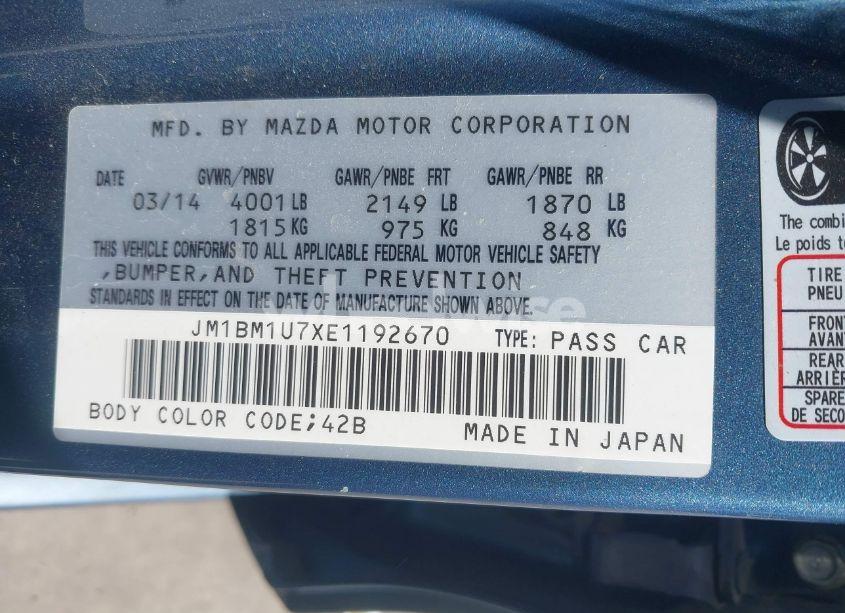 MFD. BY MAZDA MOTOR CORPORATION
DATE GVWR/PNBV GAWR/PNBE FRT GAWR/PNBE RR
03/14 4001 LB 2149 LB 1870 LB
1815 KG 975 KG 848 KG
THIS VEHICLE CONFORMS TO ALL APPLICABLE FEDERAL MOTOR VEHICLE SAFETY
,BUMPER,AND THEFT PREVENTION
STANDARDS IN EFFECT ON THE DATE OF MANUFACTURE SHOWN ABOVE.
JM1BM1U7XE1192670 TYPE: PASS CAR
BODY COLOR CODE;42B
MADE IN JAPAN
The combi
Le poids t
TIRE
PNEU
FRONT
AVANT
REAR
ARRIÈR
SPARE
DE SECO